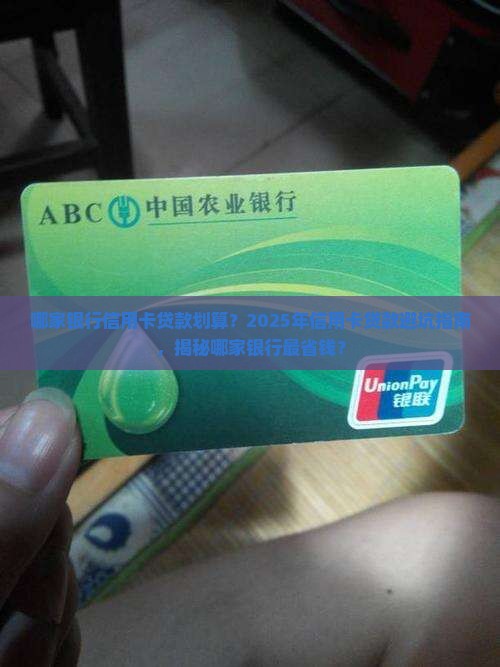 ABC 中国农业银行
哪家银行信用卡贷款划算？2025年信用卡贷款避坑指南
，揭秘哪家银行最省钱？
UnionPay
银联